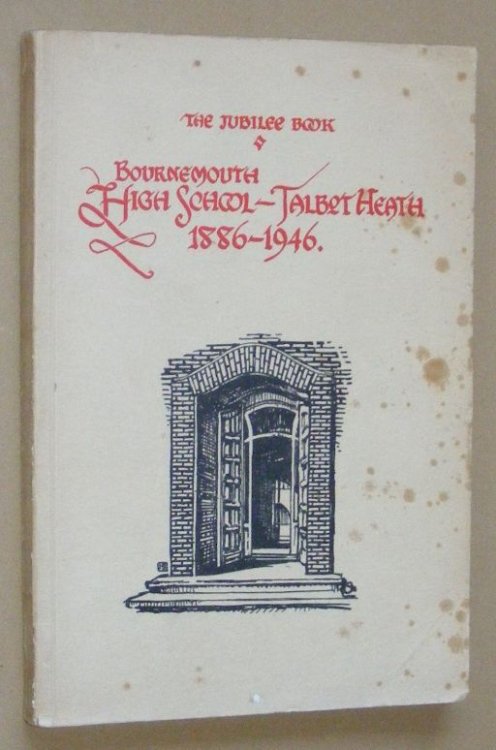 THE JUBILEE BOOK
BOURNEMOUTH
HIGH SCHOOL – TALBOT HEATH
1886–1946.